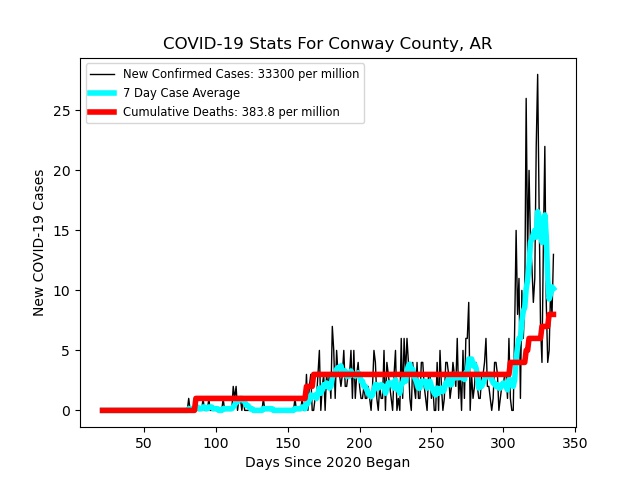 COVID-19 Stats For Conway County, AR
New Confirmed Cases: 33300 per million
7 Day Case Average
Cumulative Deaths: 383.8 per million
New COVID-19 Cases
25
20
15
10
5
0
50 100 150 200 250 300 350
Days Since 2020 Began